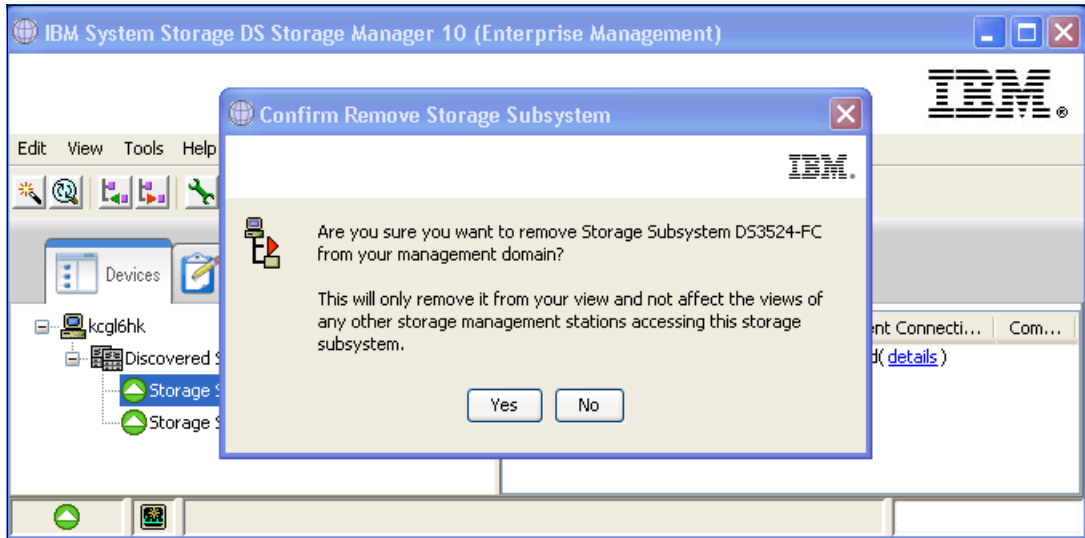 IBM System Storage DS Storage Manager 10 (Enterprise Management)
IBM®
Confirm Remove Storage Subsystem
Edit View Tools Help
IBM.
Are you sure you want to remove Storage Subsystem DS3524-FC
from your management domain?
This will only remove it from your view and not affect the views of
any other storage management stations accessing this storage
subsystem.
Yes No
Devices
kcgl6hk
Discovered S
Storage S
Storage S
nt Connecti... Com...
d( details )